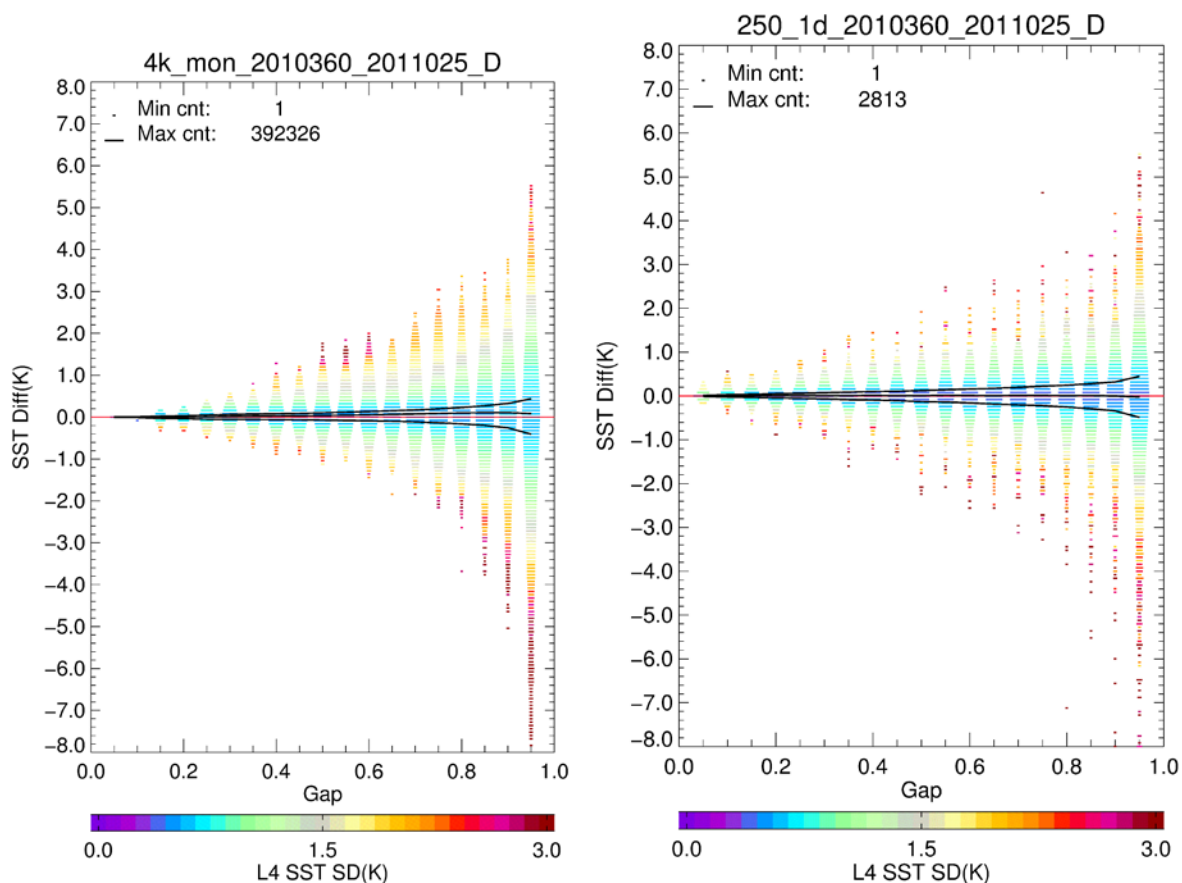 4k_mon_2010360_2011025_D
8.0
7.0
6.0
5.0
4.0
3.0
2.0
1.0
0.0
-1.0
-2.0
-3.0
-4.0
-5.0
-6.0
-7.0
-8.0
SST Diff(K)
Min cnt: 1
Max cnt: 392326
0.0 0.2 0.4 0.6 0.8 1.0
Gap
0.0 1.5 3.0
L4 SST SD(K)
250_1d_2010360_2011025_D
8.0
7.0
6.0
5.0
4.0
3.0
2.0
1.0
0.0
-1.0
-2.0
-3.0
-4.0
-5.0
-6.0
-7.0
-8.0
SST Diff(K)
Min cnt: 1
Max cnt: 2813
0.0 0.2 0.4 0.6 0.8 1.0
Gap
0.0 1.5 3.0
L4 SST SD(K)